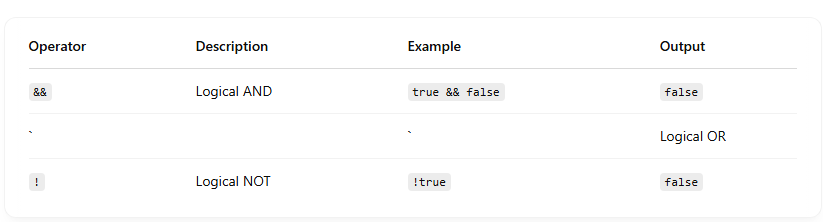 Operator Description Example Output
&& Logical AND true && false false
` ` Logical OR
! Logical NOT !true false